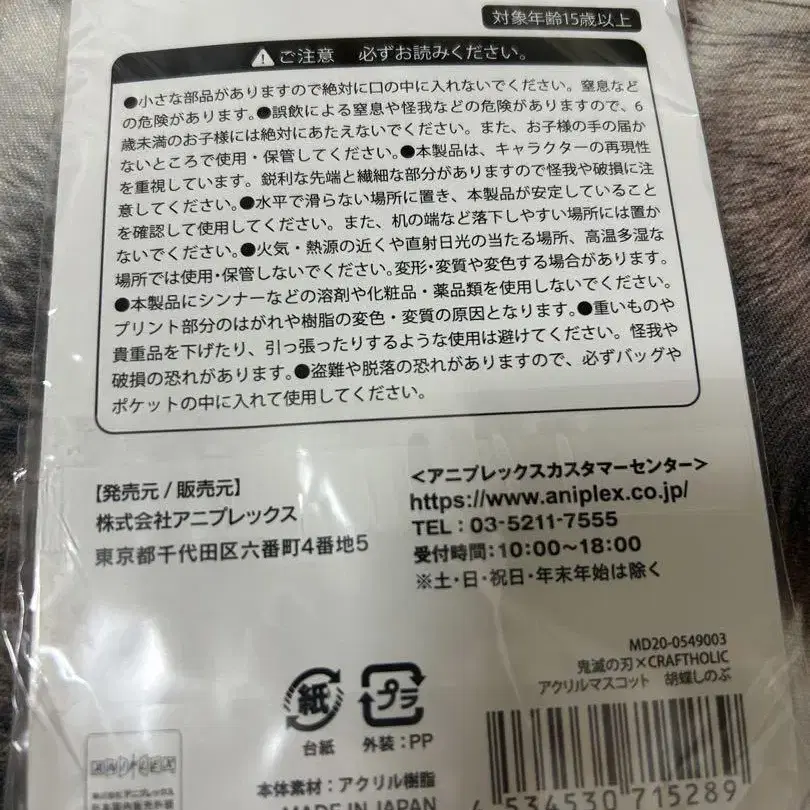 対象年齢15歳以上
ご注意 必ずお読みください。
●小さな部品がありますので絶対に口の中に入れないでください。窒息など
の危険があります。●誤飲による窒息や怪我などの危険がありますので、6
歳未満のお子様には絶対にあたえないでください。また、お子様の手の届か
ないところで使用・保管してください。●本製品は、キャラクターの再現性
を重視しています。鋭利な先端と繊細な部分がありますので怪我や破損に注
意してください。●水平で滑らない場所に置き、本製品が安定していること
を確認して使用してください。また、机の端など落下しやすい場所には置か
ないでください。●火気・熱源の近くや直射日光の当たる場所、高温多湿な
場所では使用・保管しないでください。変形・変質や変色する場合があります。
●本製品にシンナーなどの溶剤や化粧品・薬品類を使用しないでください。
プリント部分のはがれや樹脂の変色・変質の原因となります。●重いものや
貴重品を下げたり、引っ張ったりするような使用は避けてください。怪我や
破損の恐れがあります。●盗難や脱落の恐れがありますので、必ずバッグや
ポケットの中に入れて使用してください。
[発売元/販売元]
株式会社アニプレックス
東京都千代田区六番町4番地5
<アニプレックスカスタマーセンター>
https://www.aniplex.co.jp/
TEL:03-5211-7555
受付時間:10:00〜18:00
※土・日・祝日・年末年始は除く
MD20-0549003
鬼滅の刃×CRAFTHOLIC
アクリルマスコット 胡蝶しのぶ
紙
台紙
プラ
外装:PP
ANIPLEX
株式会社アニプレックス
日本国内販売外装
本体素材:アクリル樹脂
MADE IN JAPAN
4 534530 715289